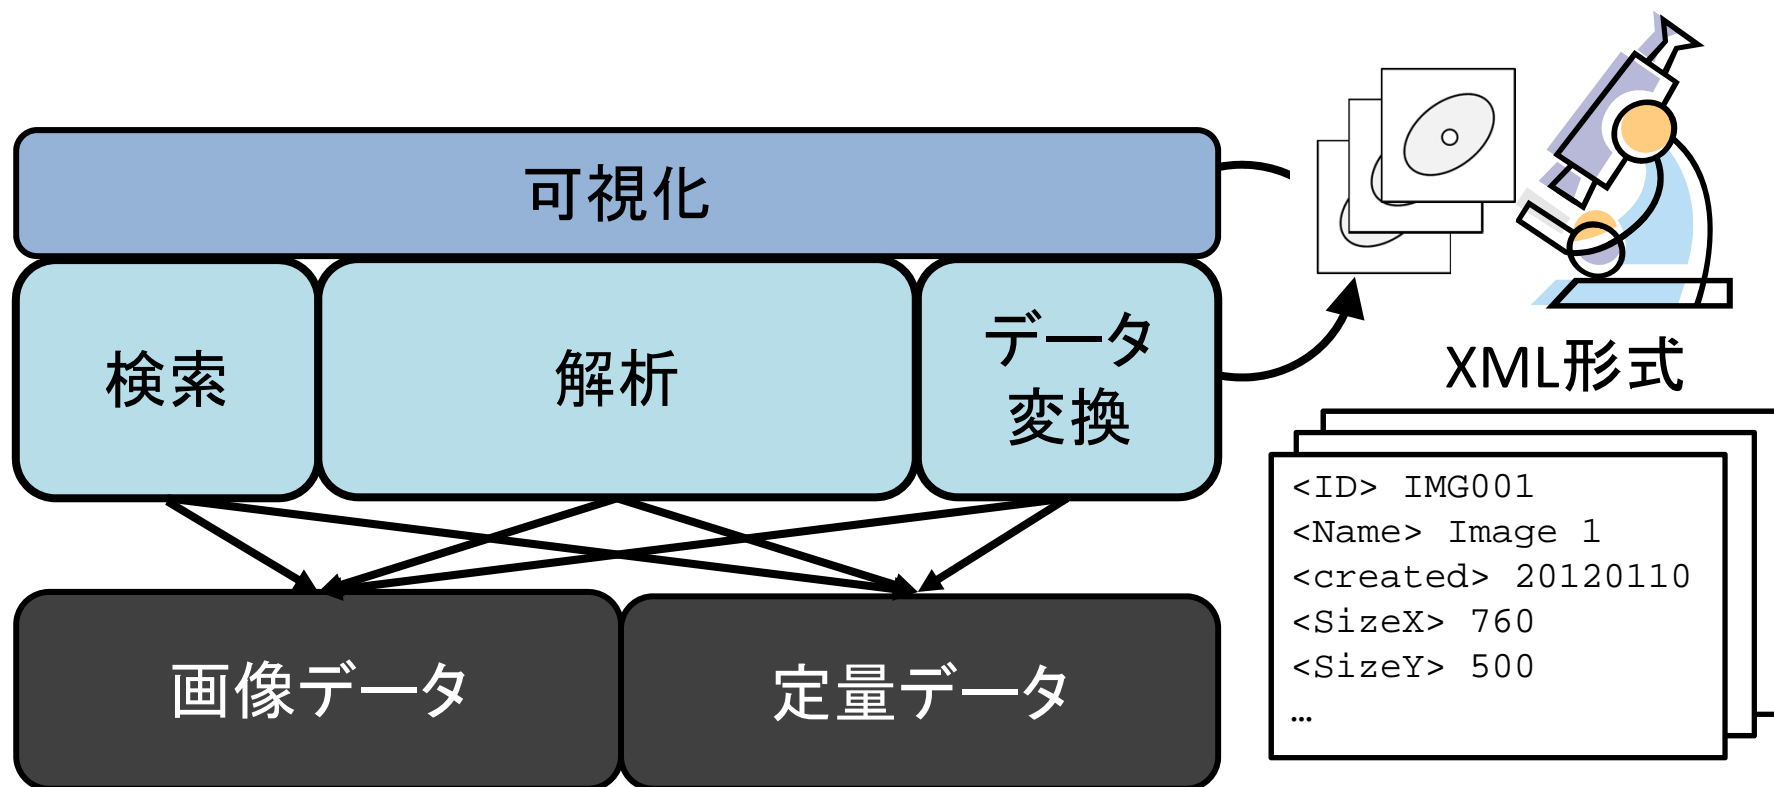 可視化
検索
解析
データ
変換
画像データ
定量データ
XML形式
<ID> IMG001
<Name> Image 1
<created> 20120110
<SizeX> 760
<SizeY> 500
…